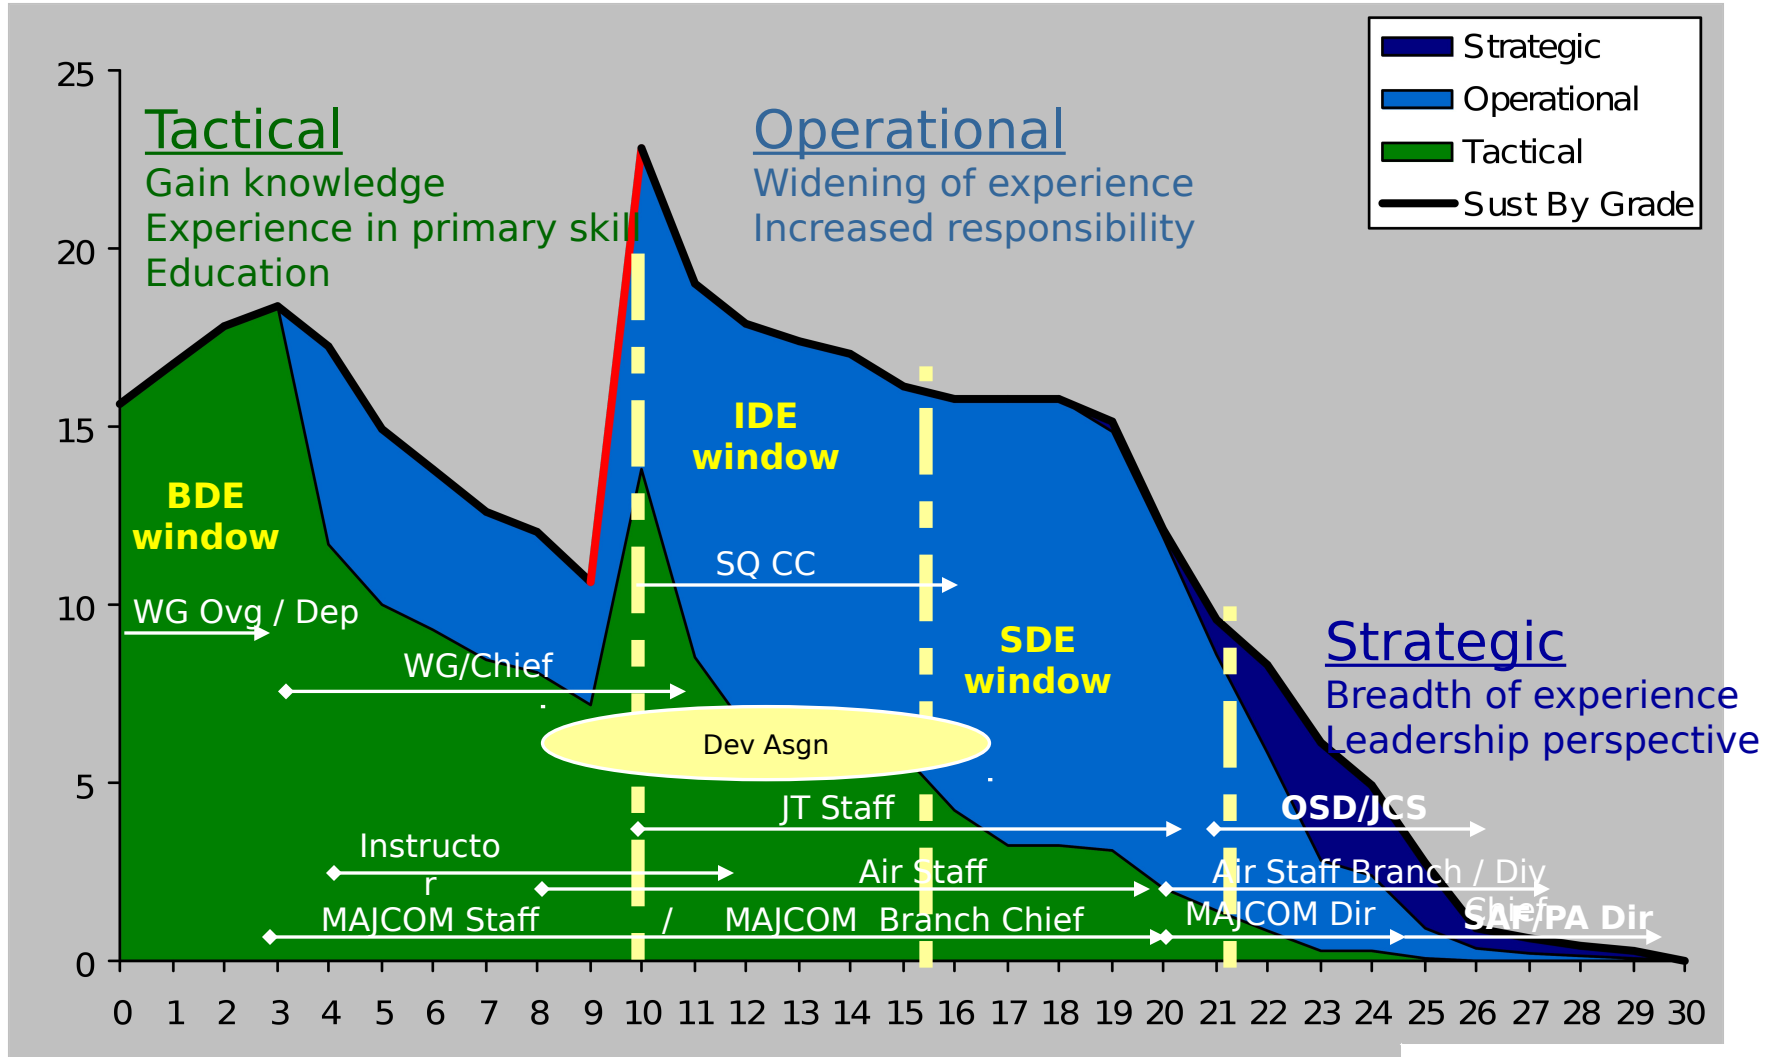 Strategic
Operational
Tactical
Sust By Grade
25
20
15
10
5
0
Tactical
Gain knowledge
Experience in primary skill
Education
Operational
Widening of experience
Increased responsibility
IDE
window
BDE
window
SQ CC
WG Ovg / Dep
SDE
window
Strategic
Breadth of experience
Leadership perspective
WG/Chief
Dev Asgn
JT Staff
OSD/JCS
Instructo
r
Air Staff
Air Staff Branch / Div
Chief
MAJCOM Staff / MAJCOM Branch Chief
MAJCOM Dir
SAF/PA Dir
0 1 2 3 4 5 6 7 8 9 10 11 12 13 14 15 16 17 18 19 20 21 22 23 24 25 26 27 28 29 30